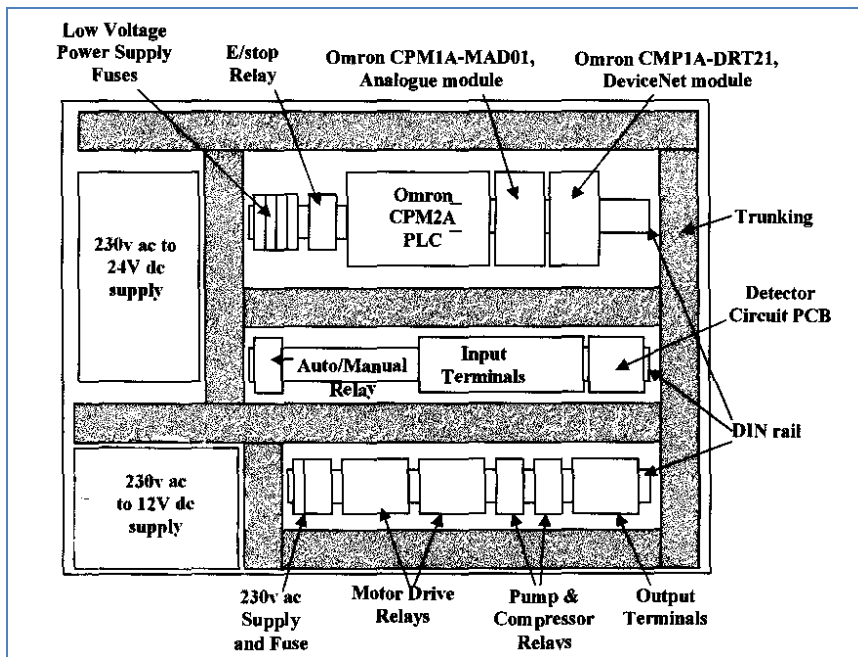 Low Voltage
Power Supply
Fuses
E/stop
Relay
Omron CPM1A-MAD01,
Analogue module
Omron CMP1A-DRT21,
DeviceNet module
230v ac to
24V dc
supply
Omron
CPM2A
PLC
Trunking
Detector
Circuit PCB
Auto/Manual
Relay
Input
Terminals
DIN rail
230v ac
to 12V dc
supply
230v ac
Supply
and Fuse
Motor Drive
Relays
Pump &
Compressor
Relays
Output
Terminals